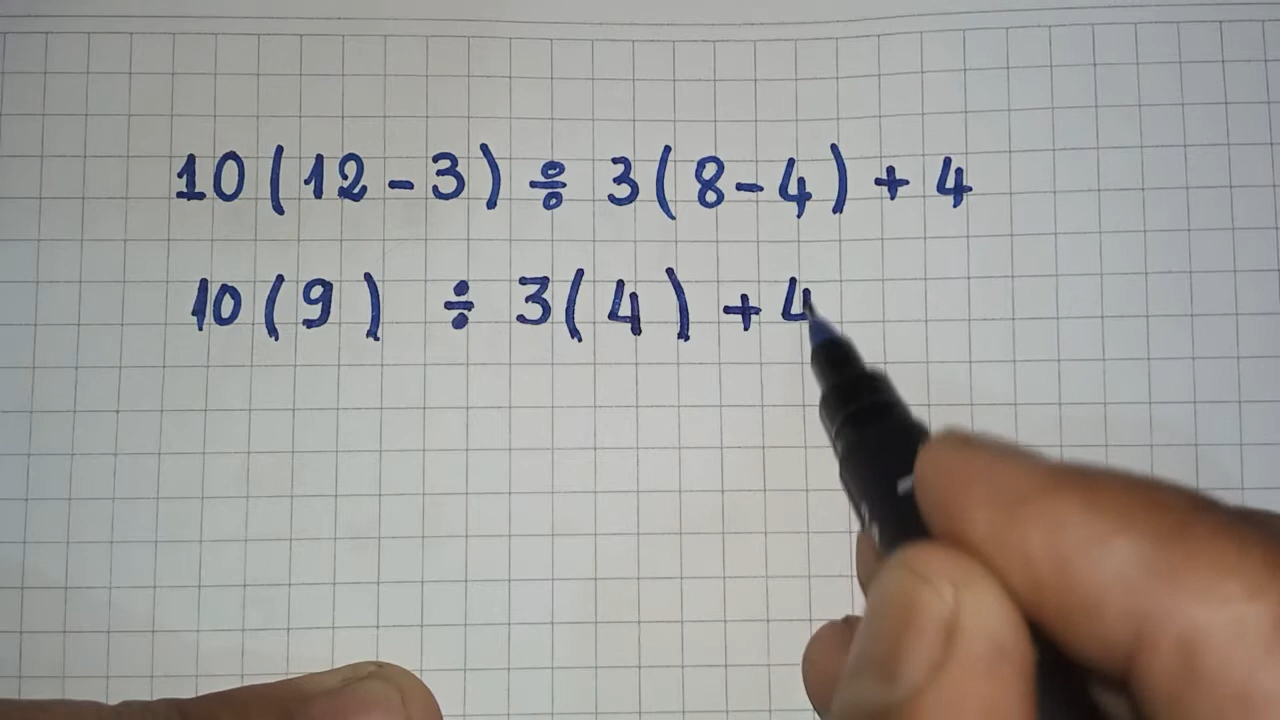 10(12-3) ÷ 3(8-4) + 4
10(9) ÷ 3(4) + 4